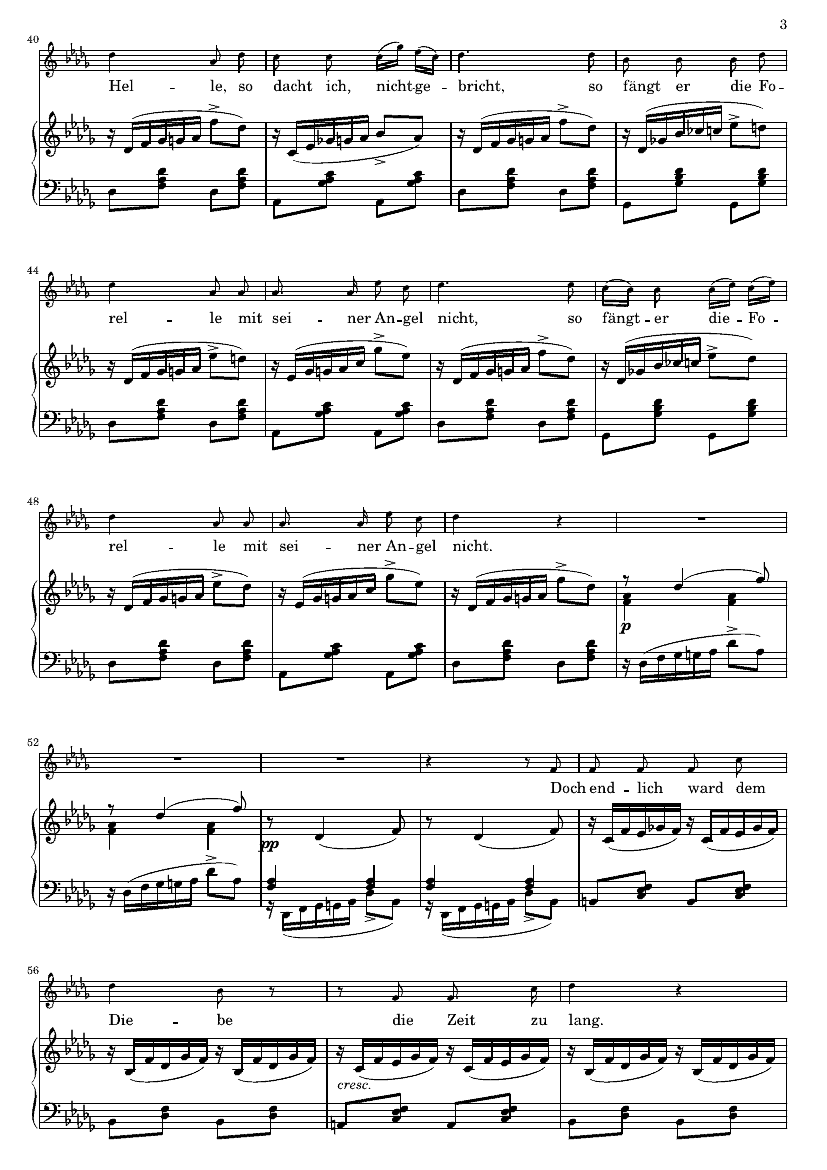 3
40
Hel -- le, so dacht ich, nicht-ge - bricht, so fängt er die Fo-
44
rel -- le mit sei -- ner An-gel nicht, so fängt -- er die - Fo -
48
rel -- le mit sei -- ner An-gel nicht.
p
52
Doch end - lich ward dem
pp
56
Die -- be die Zeit zu lang.
cresc.